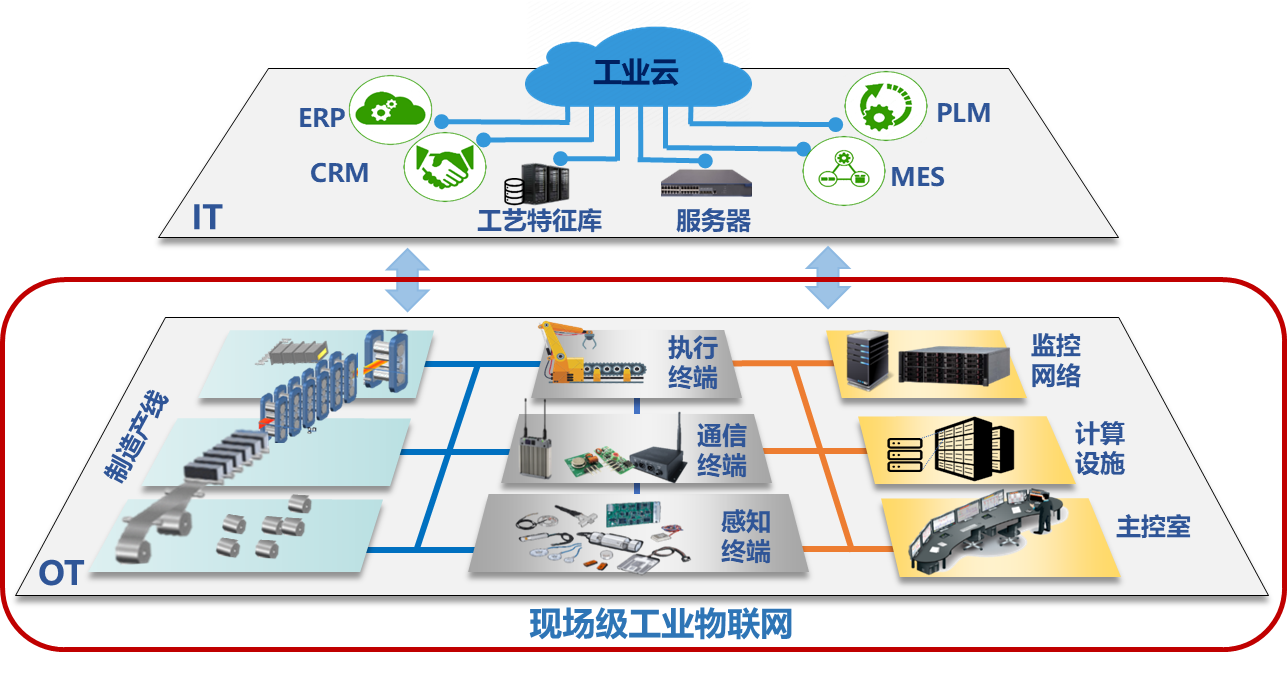 工业云
ERP
PLM
CRM
MES
工艺特征库
服务器
IT
执行
终端
监控
网络
制造产线
通信
终端
计算
设施
感知
终端
主控室
OT
现场级工业物联网